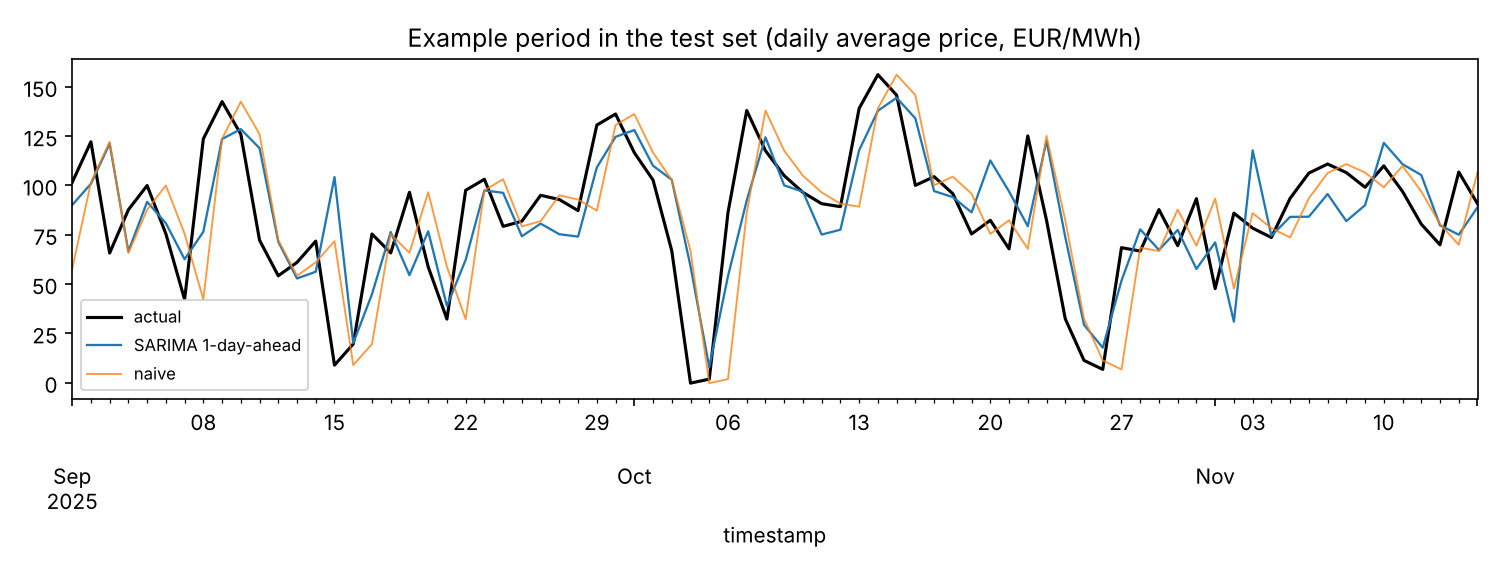 Example period in the test set (daily average price, EUR/MWh)
150
125
100
75
50
25
0
actual
SARIMA 1-day-ahead
naive
08 15 22 29 06 13 20 27 03 10
Sep Oct Nov
2025
timestamp